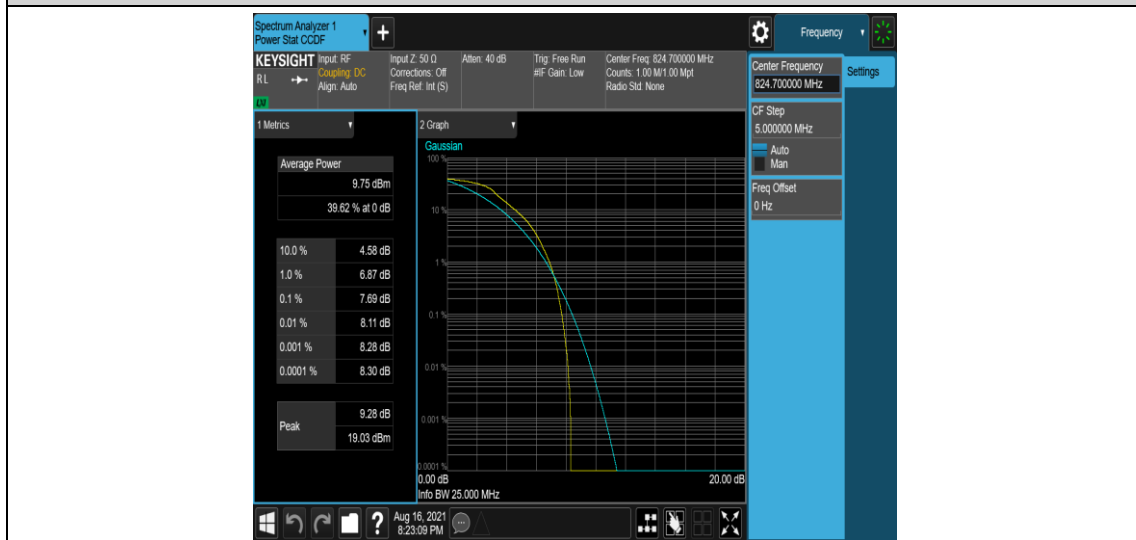 Spectrum Analyzer 1
Power Stat CCDF
+
Frequency
KEYSIGHT
RL
LXI
Input: RF
Coupling: DC
Align: Auto
Input Z: 50 Ω
Corrections: Off
Freq Ref: Int (S)
Atten: 40 dB
Trig: Free Run
#IF Gain: Low
Center Freq: 824.700000 MHz
Counts: 1.00 M/1.00 Mpt
Radio Std: None
Center Frequency
824.700000 MHz
Settings
CF Step
5.000000 MHz
Auto
Man
Freq Offset
0 Hz
1 Metrics
Average Power
9.75 dBm
39.62 % at 0 dB
10.0 % 4.58 dB
1.0 % 6.87 dB
0.1 % 7.69 dB
0.01 % 8.11 dB
0.001 % 8.28 dB
0.0001 % 8.30 dB
Peak 9.28 dB
19.03 dBm
2 Graph
Gaussian
100 %
10 %
1 %
0.1 %
0.01 %
0.001 %
0.0001 %
0.00 dB 20.00 dB
Info BW 25.000 MHz
?
Aug 16, 2021
8:23:09 PM